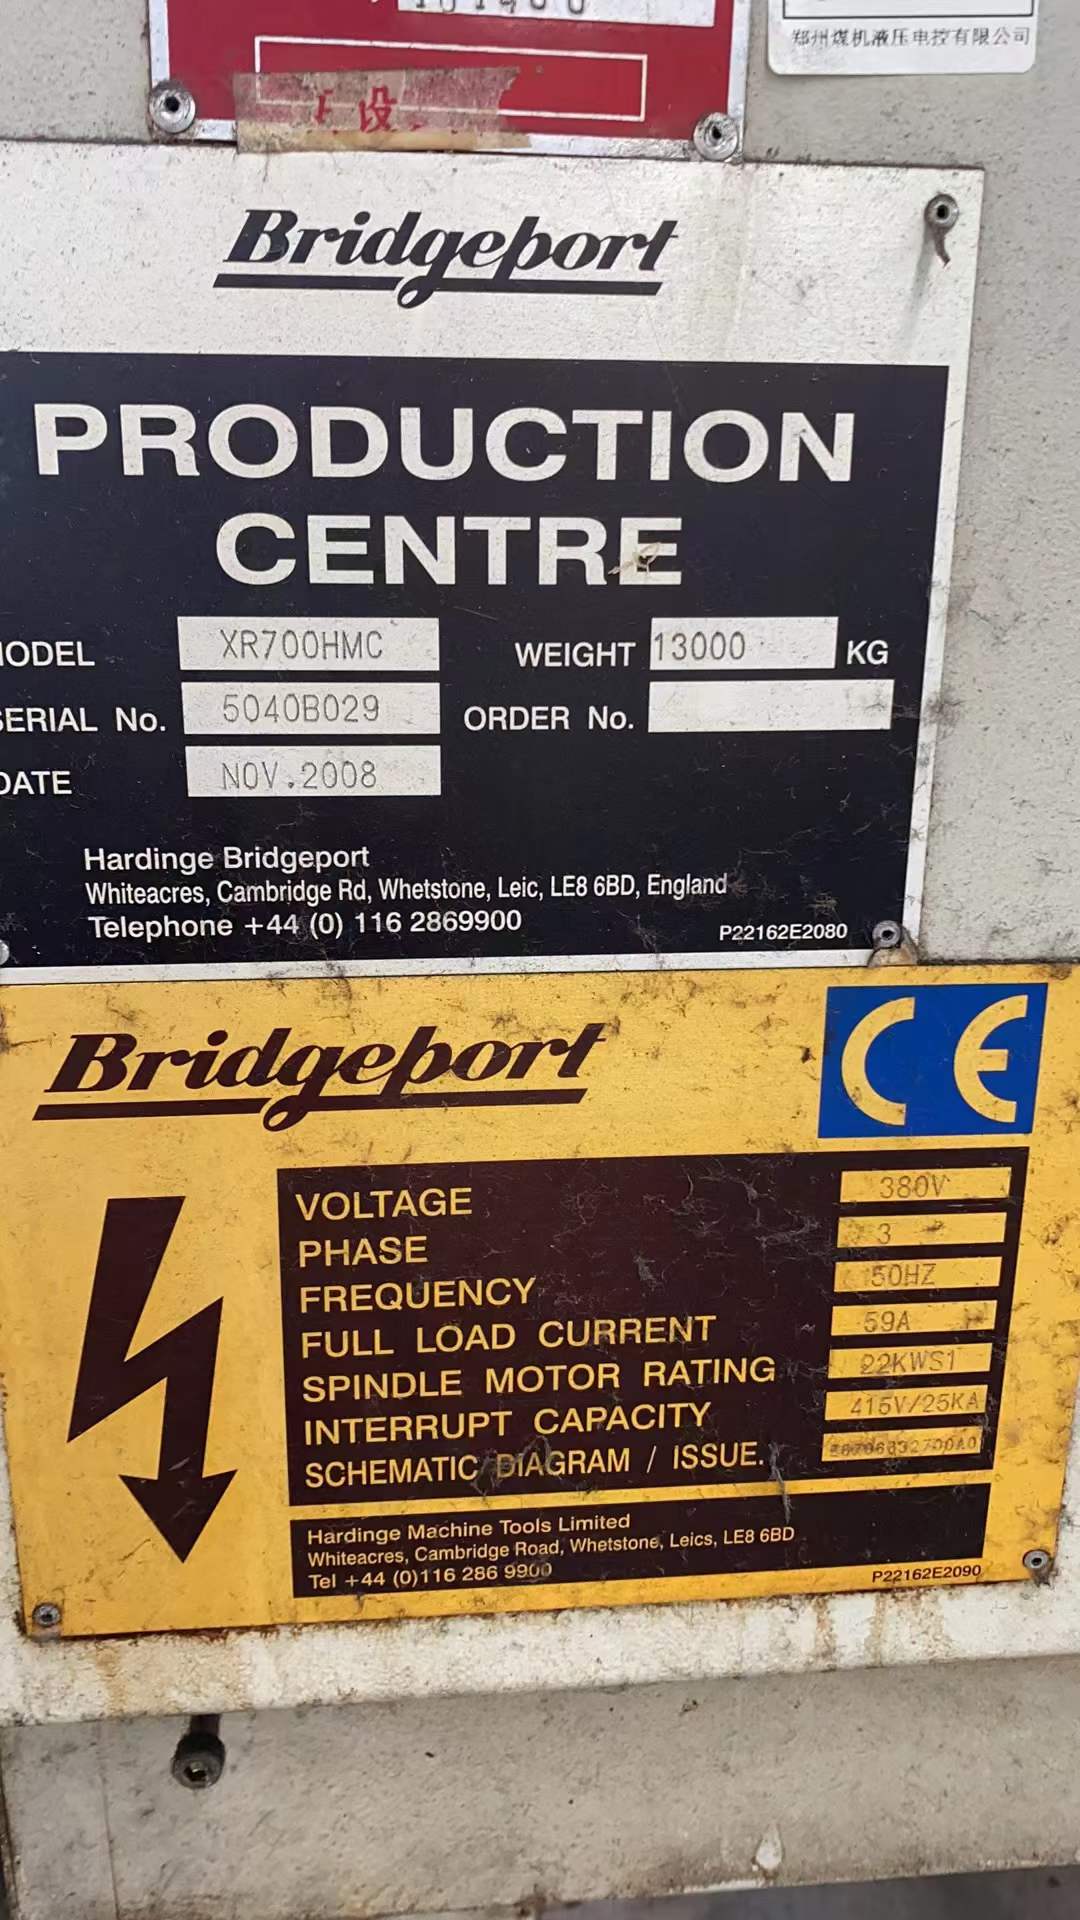 郑州煤机液压电控有限公司
设
Bridgeport
PRODUCTION
CENTRE
MODEL XR700HMC WEIGHT 13000 KG
SERIAL No. 5040B029 ORDER No.
DATE NOV.2008
Hardinge Bridgeport
Whiteacres, Cambridge Rd, Whetstone, Leic, LE8 6BD, England
Telephone +44 (0) 116 2869900
P22162E2080
Bridgeport
CE
VOLTAGE 380V
PHASE 3
FREQUENCY 50HZ
FULL LOAD CURRENT 59A
SPINDLE MOTOR RATING 22KWS1
INTERRUPT CAPACITY 415V/25KA
SCHEMATIC DIAGRAM / ISSUE.
Hardinge Machine Tools Limited
Whiteacres, Cambridge Road, Whetstone, Leics, LE8 6BD
Tel +44 (0)116 286 9900
P22162E2090